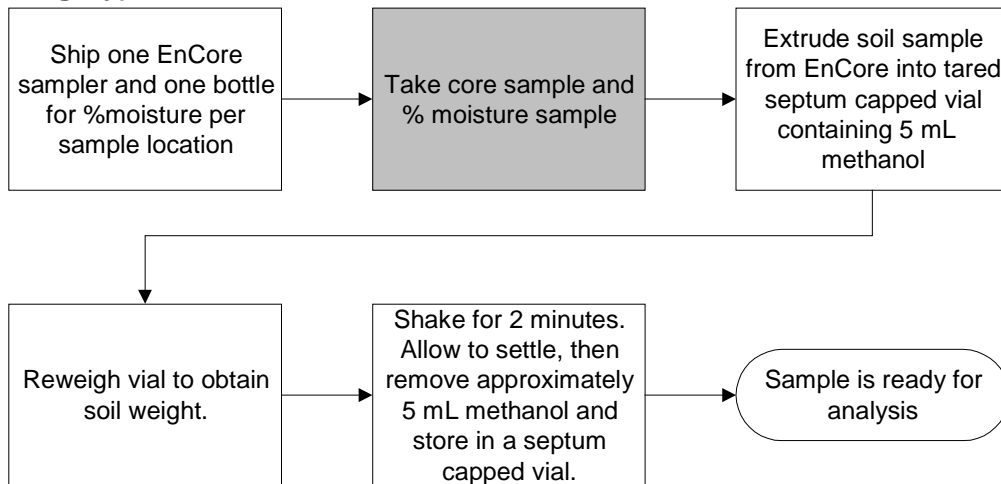 Ship one EnCore
sampler and one bottle
for %moisture per
sample location
Take core sample and
% moisture sample
Extrude soil sample
from EnCore into tared
septum capped vial
containing 5 mL
methanol
Reweigh vial to obtain
soil weight.
Shake for 2 minutes.
Allow to settle, then
remove approximately
5 mL methanol and
store in a septum
capped vial.
Sample is ready for
analysis